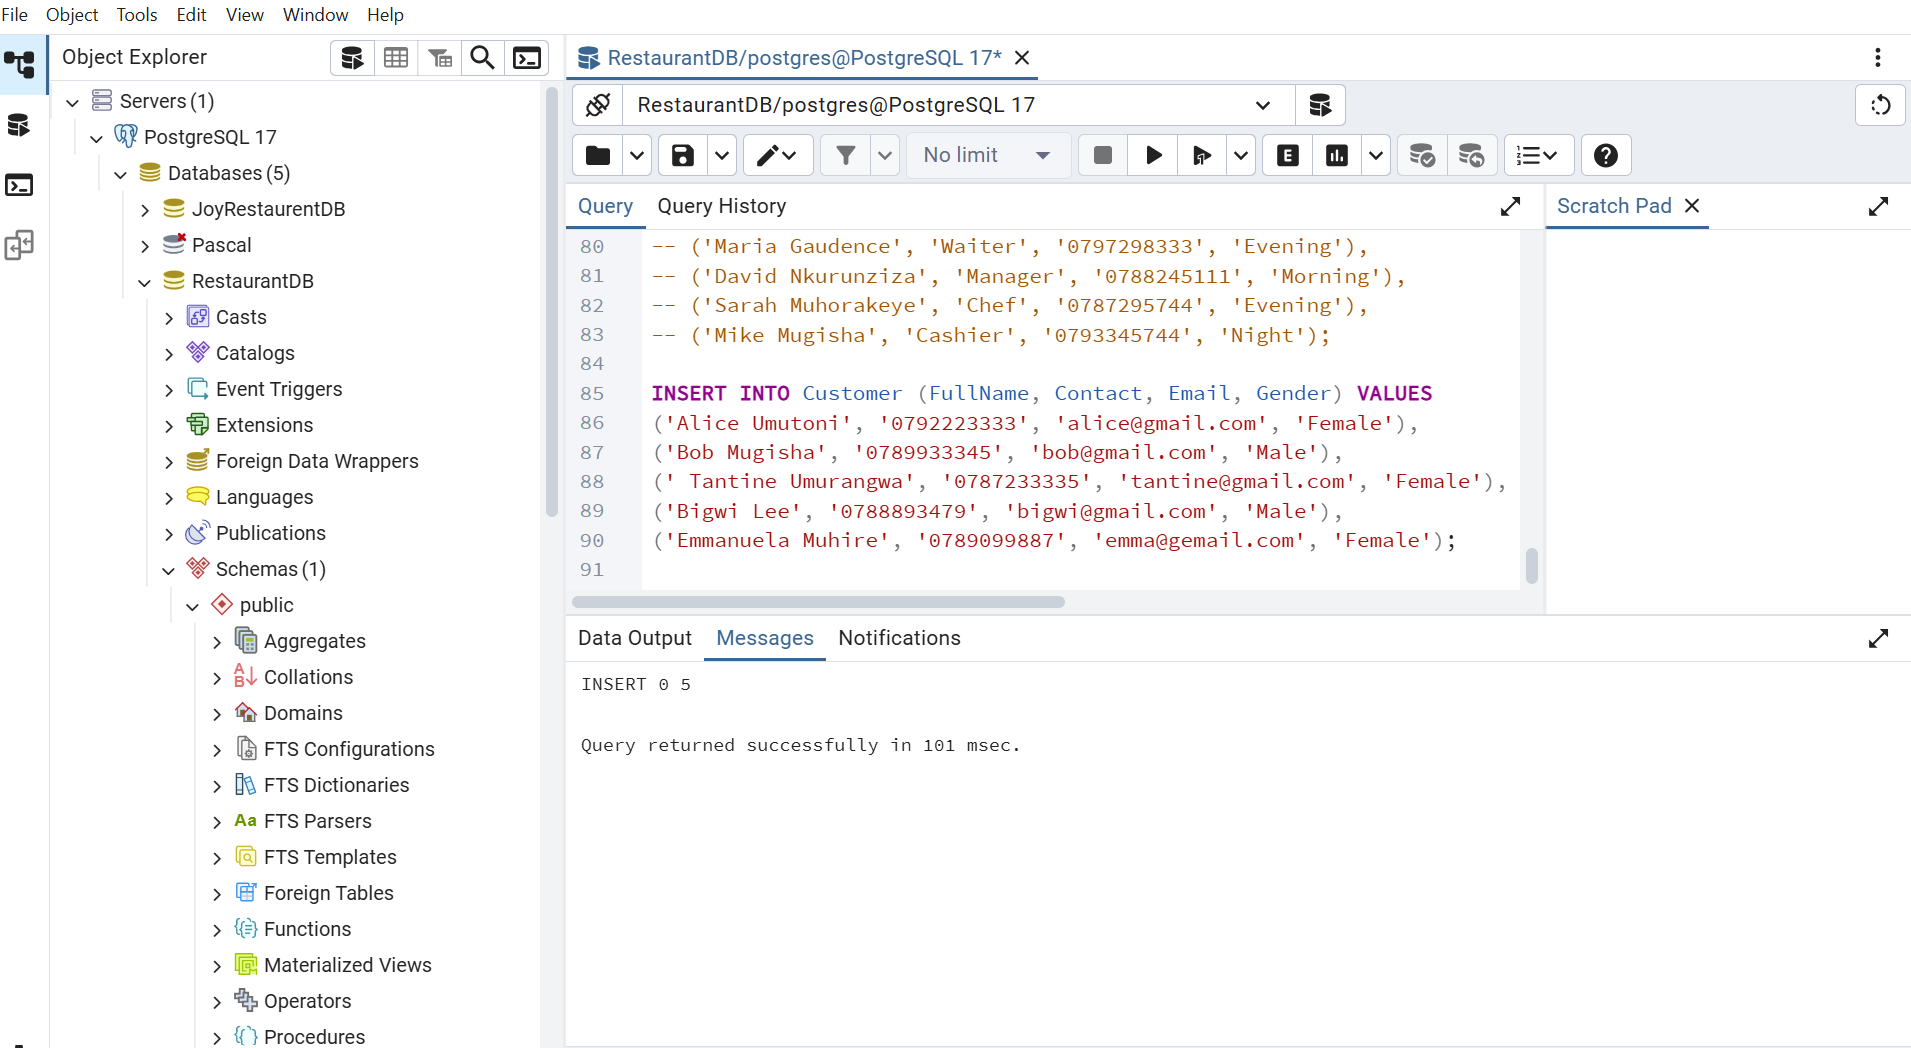 File Object Tools Edit View Window Help
Object Explorer
Servers (1)
PostgreSQL 17
Databases (5)
JoyRestaurentDB
Pascal
RestaurantDB
Casts
Catalogs
Event Triggers
Extensions
Foreign Data Wrappers
Languages
Publications
Schemas (1)
public
Aggregates
Collations
Domains
FTS Configurations
FTS Dictionaries
Aa FTS Parsers
FTS Templates
Foreign Tables
Functions
Materialized Views
Operators
Procedures
RestaurantDB/postgres@PostgreSQL 17*
RestaurantDB/postgres@PostgreSQL 17
No limit
E
Query Query History
Scratch Pad
80 -- ('Maria Gaudence', 'Waiter', '0797298333', 'Evening'),
81 -- ('David Nkurunziza', 'Manager', '0788245111', 'Morning'),
82 -- ('Sarah Muhorakeye', 'Chef', '0787295744', 'Evening'),
83 -- ('Mike Mugisha', 'Cashier', '0793345744', 'Night');
84
85 INSERT INTO Customer (FullName, Contact, Email, Gender) VALUES
86 ('Alice Umutoni', '0792223333', 'alice@gmail.com', 'Female'),
87 ('Bob Mugisha', '0789933345', 'bob@gmail.com', 'Male'),
88 (' Tantine Umurangwa', '0787233335', 'tantine@gmail.com', 'Female'),
89 ('Bigwi Lee', '0788893479', 'bigwi@gmail.com', 'Male'),
90 ('Emmanuela Muhire', '0789099887', 'emma@gemail.com', 'Female');
91
Data Output Messages Notifications
INSERT 0 5
Query returned successfully in 101 msec.